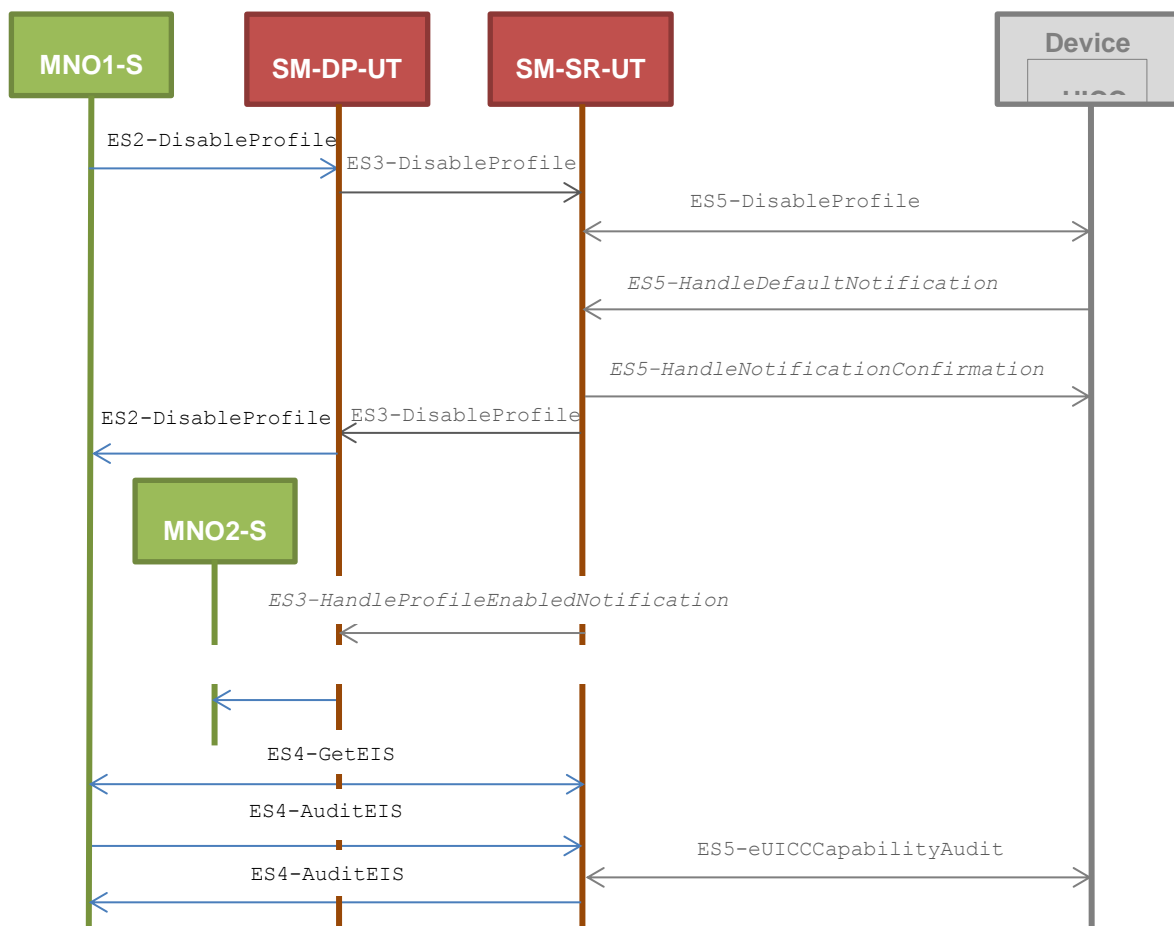 MNO1-S
SM-DP-UT
SM-SR-UT
Device
ES2-DisableProfile
ES3-DisableProfile
ES5-DisableProfile
ES5-HandleDefaultNotification
ES5-HandleNotificationConfirmation
ES2-DisableProfile
ES3-DisableProfile
MNO2-S
ES3-HandleProfileEnabledNotification
ES4-GetEIS
ES4-AuditEIS
ES5-eUICCCapabilityAudit
ES4-AuditEIS